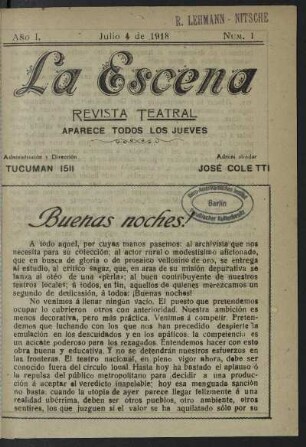 R. LEHMANN-NITSCHE
Año I. Julio 4 de 1918 NUM. 1
La Escena
REVISTA TEATRAL
APARECE TODOS LOS JUEVES
Administración y Dirección
TUCUMAN 1511
JOSÉ COLETTI
Berlin
Buenas noches!
A todo aquel, por cuyas manos pasemos: al archivista que nos
necesita para su colección; al actor rural o modestísimo aficionado,
que en busca de gloria o de prosaico vellocino de oro, se entrega
al estudio, al crítico sagaz, que, en aras de su misión depurativa se
lanza al oteo de una «perla»; al buen contribuyente de nuestros
teatros locales; á todos, en fin, aquellos de quienes merezcamos un
segundo de dedicación, á todos: ¡Buenas noches!
No venimos á llenar ningún vacío. El puesto que pretendemos
ocupar lo cubrieron otros con anterioridad. Nuestra ambición es
menos decorativa, pero más práctica. Venimos á competir. Preten-
demos que luchando con los que nos han precedido despierte la
emulación en los descuidados y en los apáticos: la competencia es
un acicate poderoso para los rezagados. Entendemos hacer con esto
obra buena y educativa. Y no se detendrán nuestros esfuerzos en
las fronteras. El teatro nacional, en pleno vigor ahora, debe ser
conocido fuera del círculo local. Hasta hoy ha bastado el aplauso ó
la repulsa del público metropolitano para decidir a una produc-
ción á aceptar el veredicto inapelable; hoy esa menguada sanción
no basta; cuando la utopía de ayer parece llegar felizmente á una
realidad ubérrima, deben ser otros pueblos, otro ambiente, otros
sentires, los que juzguen si el valor se ha aquilatado sólo por su